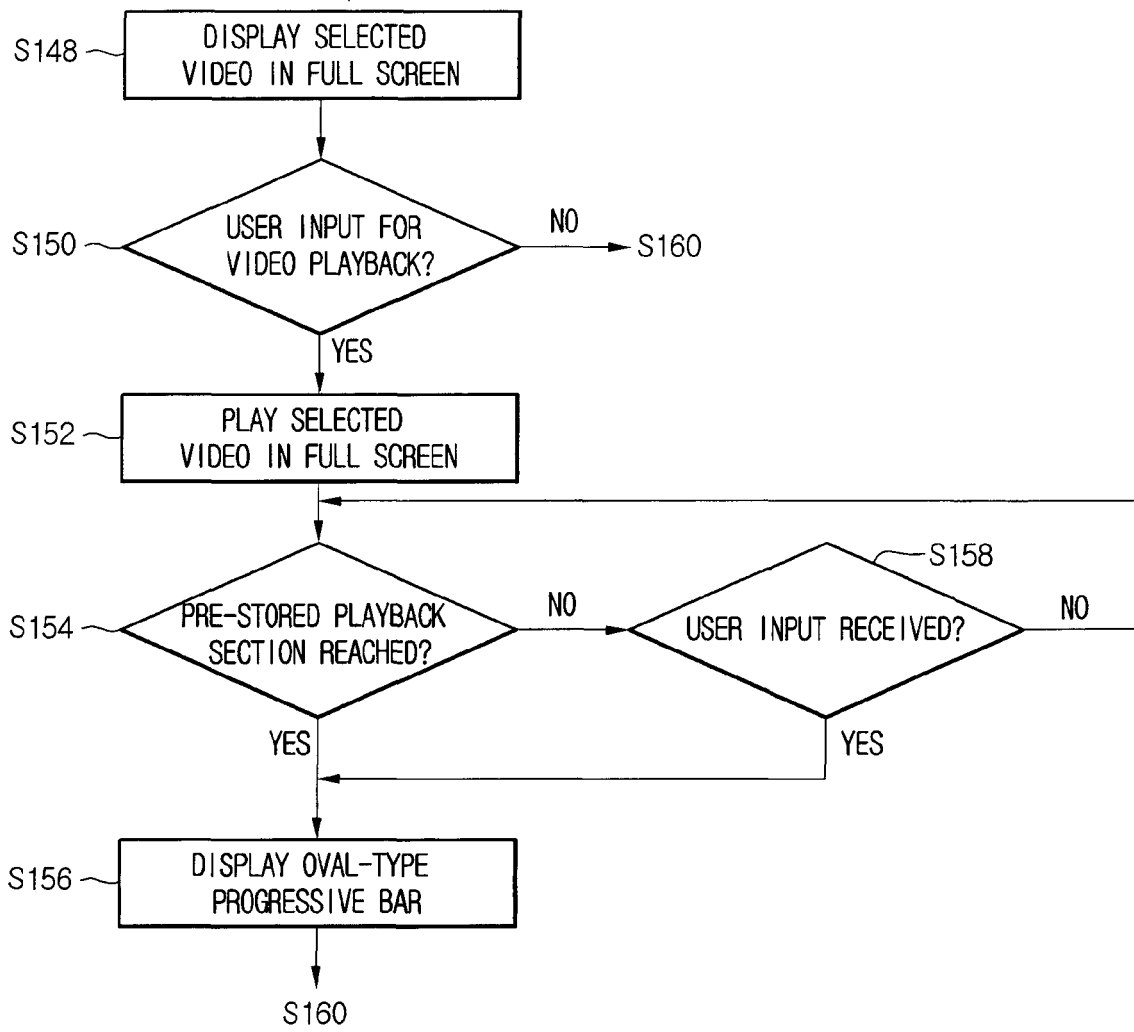 S148
DISPLAY SELECTED
VIDEO IN FULL SCREEN
S150
USER INPUT FOR
VIDEO PLAYBACK?
NO
S160
YES
S152
PLAY SELECTED
VIDEO IN FULL SCREEN
S154
PRE-STORED PLAYBACK
SECTION REACHED?
NO
S158
USER INPUT RECEIVED?
NO
YES
YES
S156
DISPLAY OVAL-TYPE
PROGRESSIVE BAR
S160